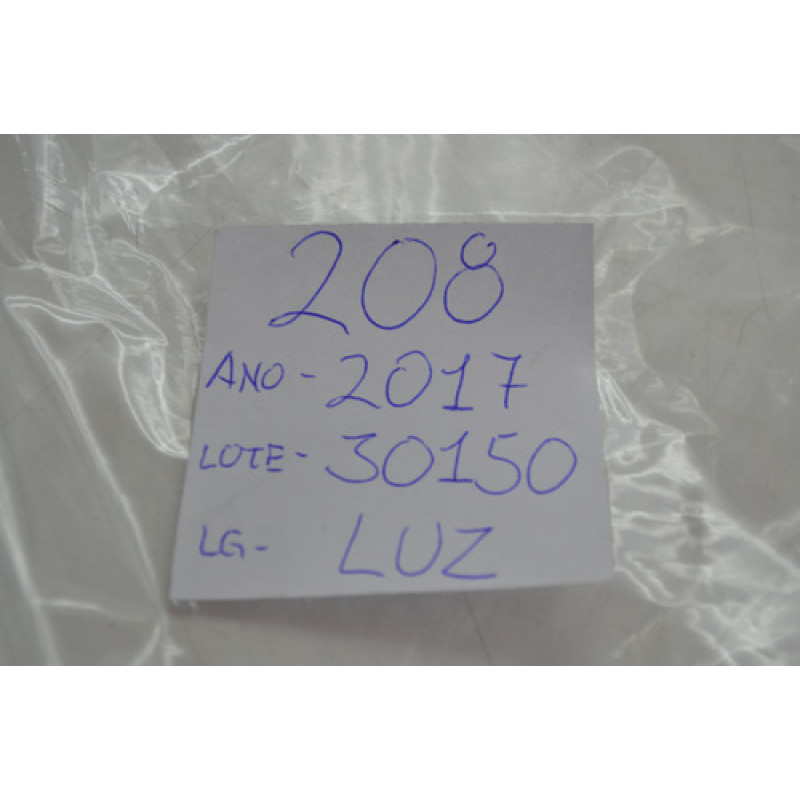 208
ANO - 2017
LOTE - 30150
LG - LUZ